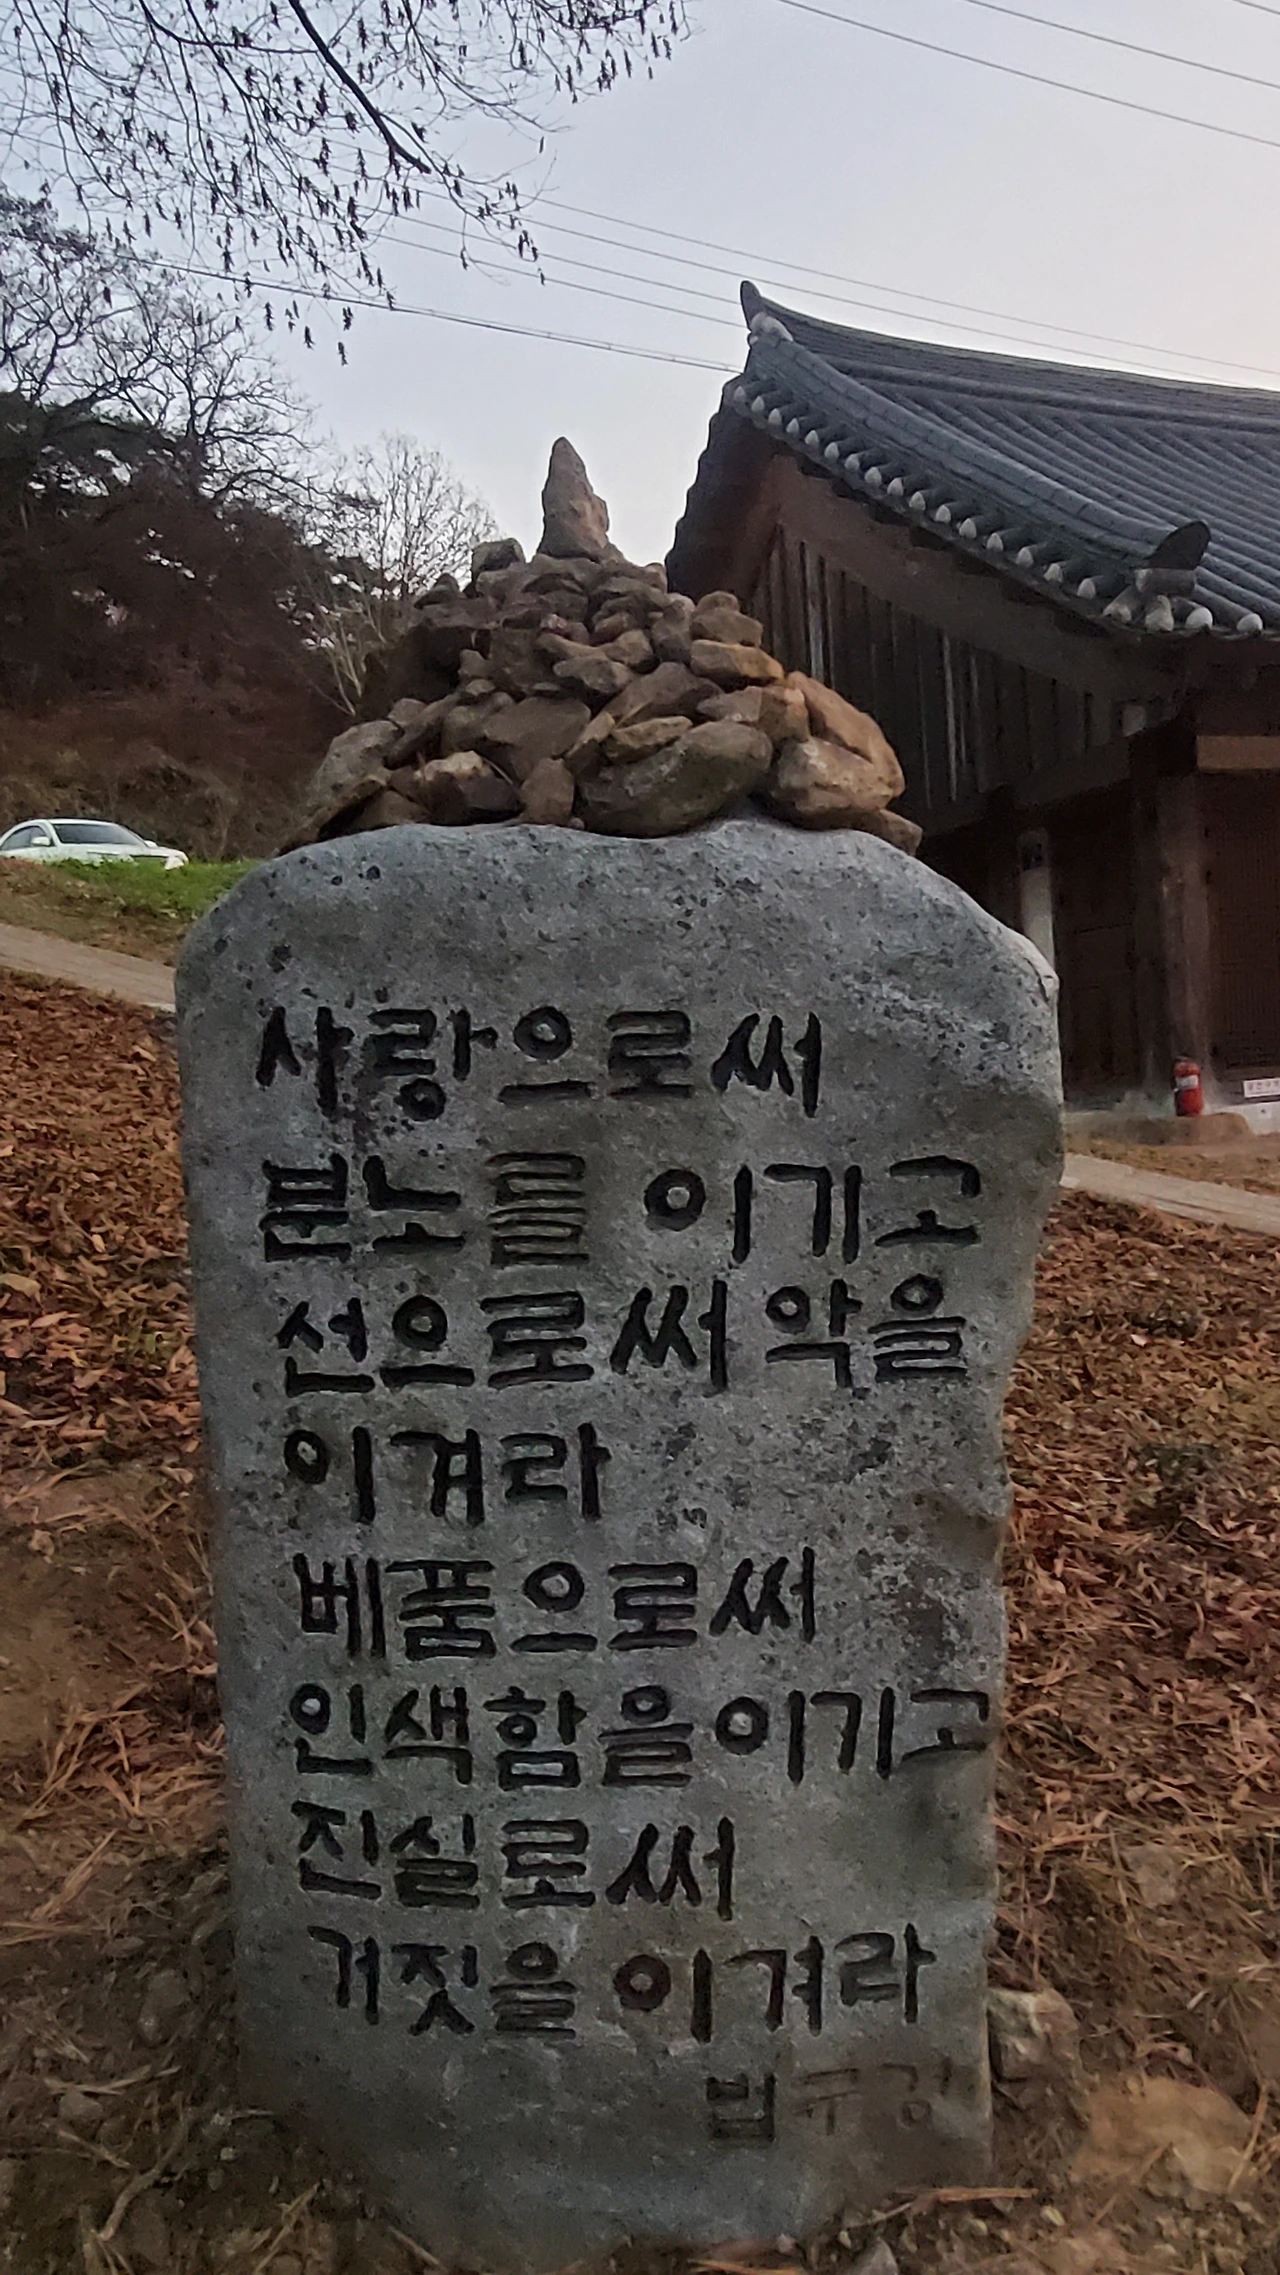 사랑으로써
분노를 이기고
선으로써 악을
이겨라
베품으로써
인색함을 이기고
진실로써
거짓을 이겨라
법구경